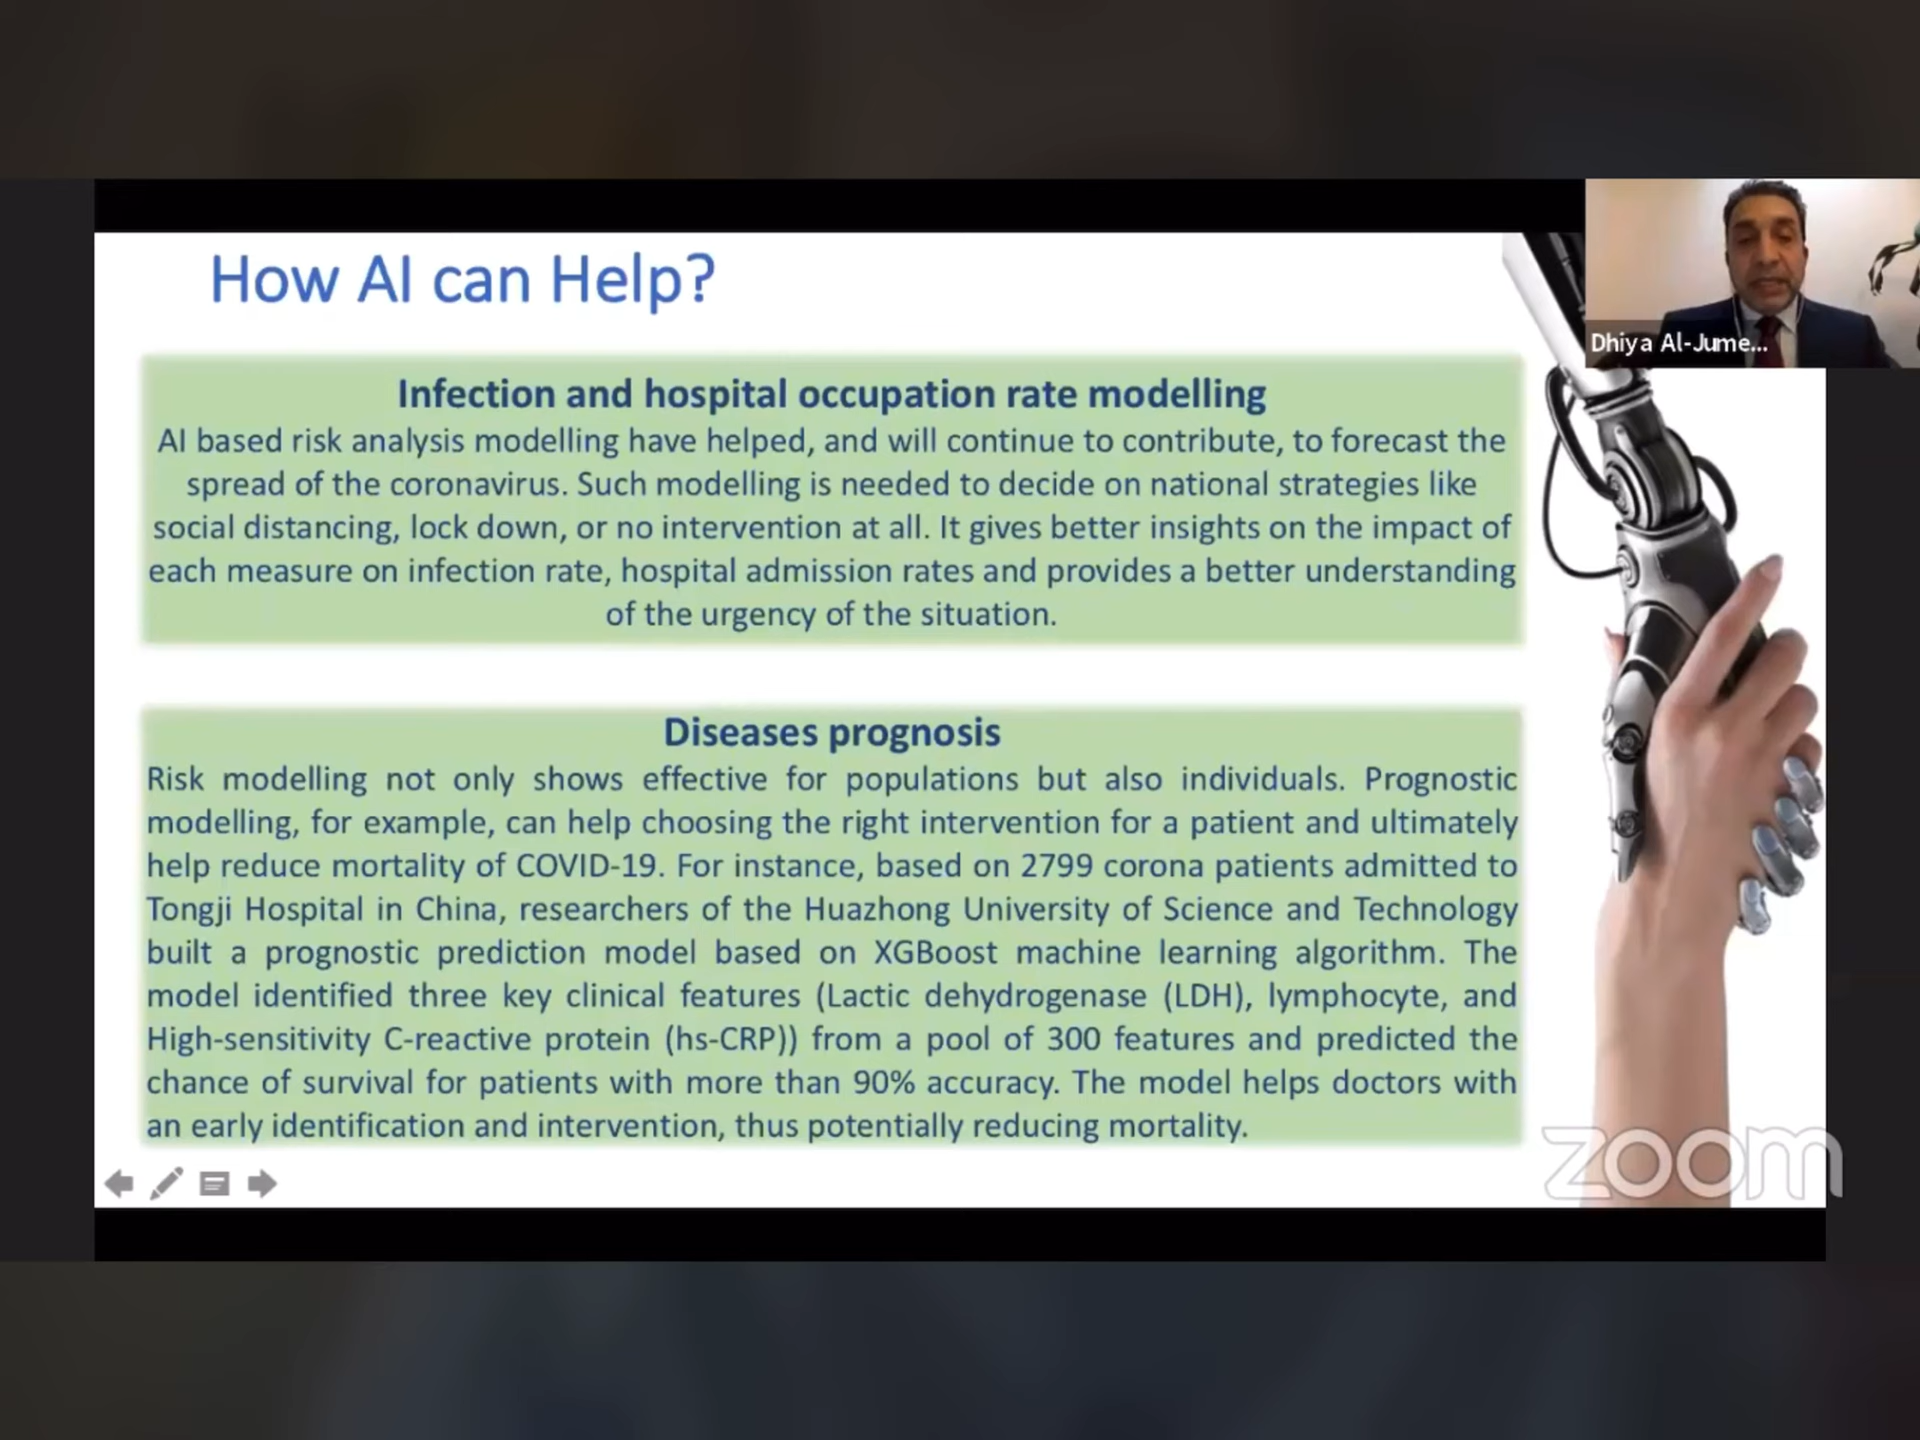 How AI can Help?
Dhiya Al-Jume...
Infection and hospital occupation rate modelling
AI based risk analysis modelling have helped, and will continue to contribute, to forecast the
spread of the coronavirus. Such modelling is needed to decide on national strategies like
social distancing, lock down, or no intervention at all. It gives better insights on the impact of
each measure on infection rate, hospital admission rates and provides a better understanding
of the urgency of the situation.
Diseases prognosis
Risk modelling not only shows effective for populations but also individuals. Prognostic
modelling, for example, can help choosing the right intervention for a patient and ultimately
help reduce mortality of COVID-19. For instance, based on 2799 corona patients admitted to
Tongji Hospital in China, researchers of the Huazhong University of Science and Technology
built a prognostic prediction model based on XGBoost machine learning algorithm. The
model identified three key clinical features (Lactic dehydrogenase (LDH), lymphocyte, and
High-sensitivity C-reactive protein (hs-CRP)) from a pool of 300 features and predicted the
chance of survival for patients with more than 90% accuracy. The model helps doctors with
an early identification and intervention, thus potentially reducing mortality.
zoom